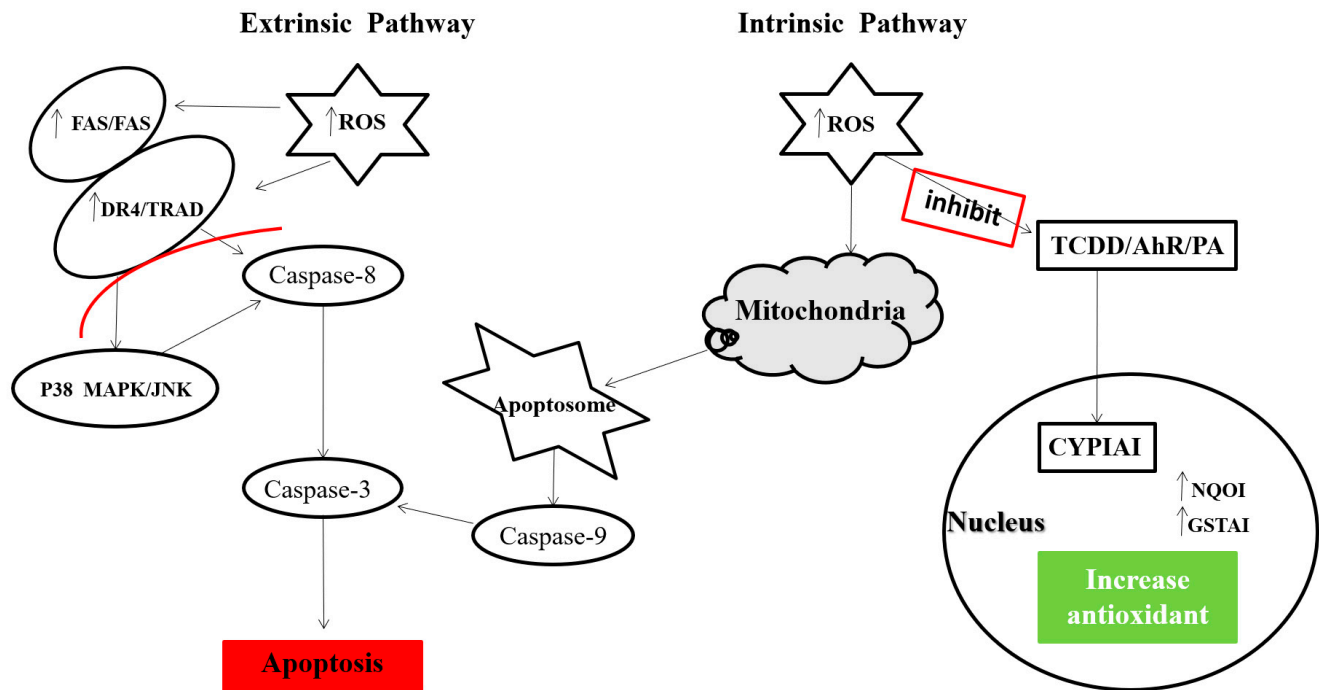 Extrinsic Pathway
Intrinsic Pathway
↑ FAS/FAS
↑ROS
↑ROS
↑DR4/TRAD
inhibit
TCDD/AhR/PA
Caspase-8
Mitochondria
P38 MAPK/JNK
Apoptosome
CYPIAI
Caspase-3
↑ NQOI
Caspase-9
Nucleus
↑ GSTAI
Increase
antioxidant
Apoptosis